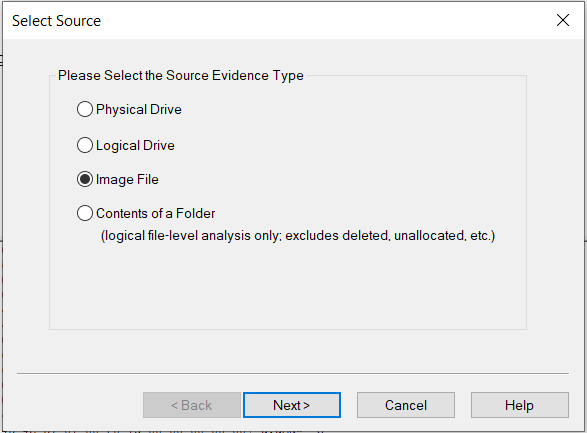 Select Source
Please Select the Source Evidence Type
Physical Drive
Logical Drive
Image File
Contents of a Folder
(logical file-level analysis only; excludes deleted, unallocated, etc.)
< Back
Next >
Cancel
Help